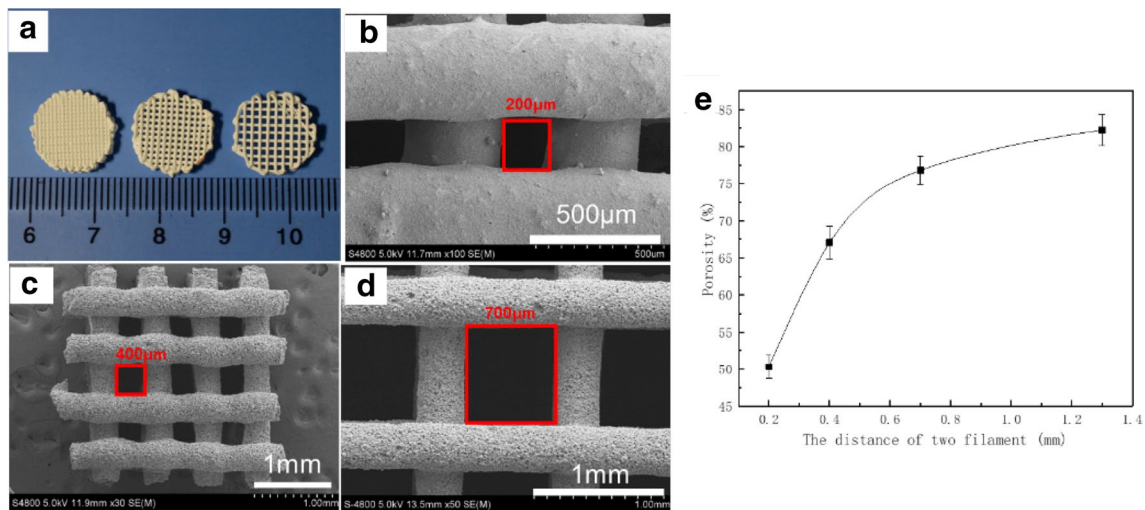 a
6 7 8 9 10
b
200μm
500μm
S4800 5.0kV 11.7mm x100 SE(M)
500um
c
400μm
1mm
S4800 5.0kV 11.9mm x30 SE(M)
1.00mm
d
700μm
1mm
S-4800 5.0kV 13.5mm x50 SE(M)
1.00mm
e
85
80
75
70
65
60
55
50
45
Porosity (%)
0.2 0.4 0.6 0.8 1.0 1.2 1.4
The distance of two filament (mm)